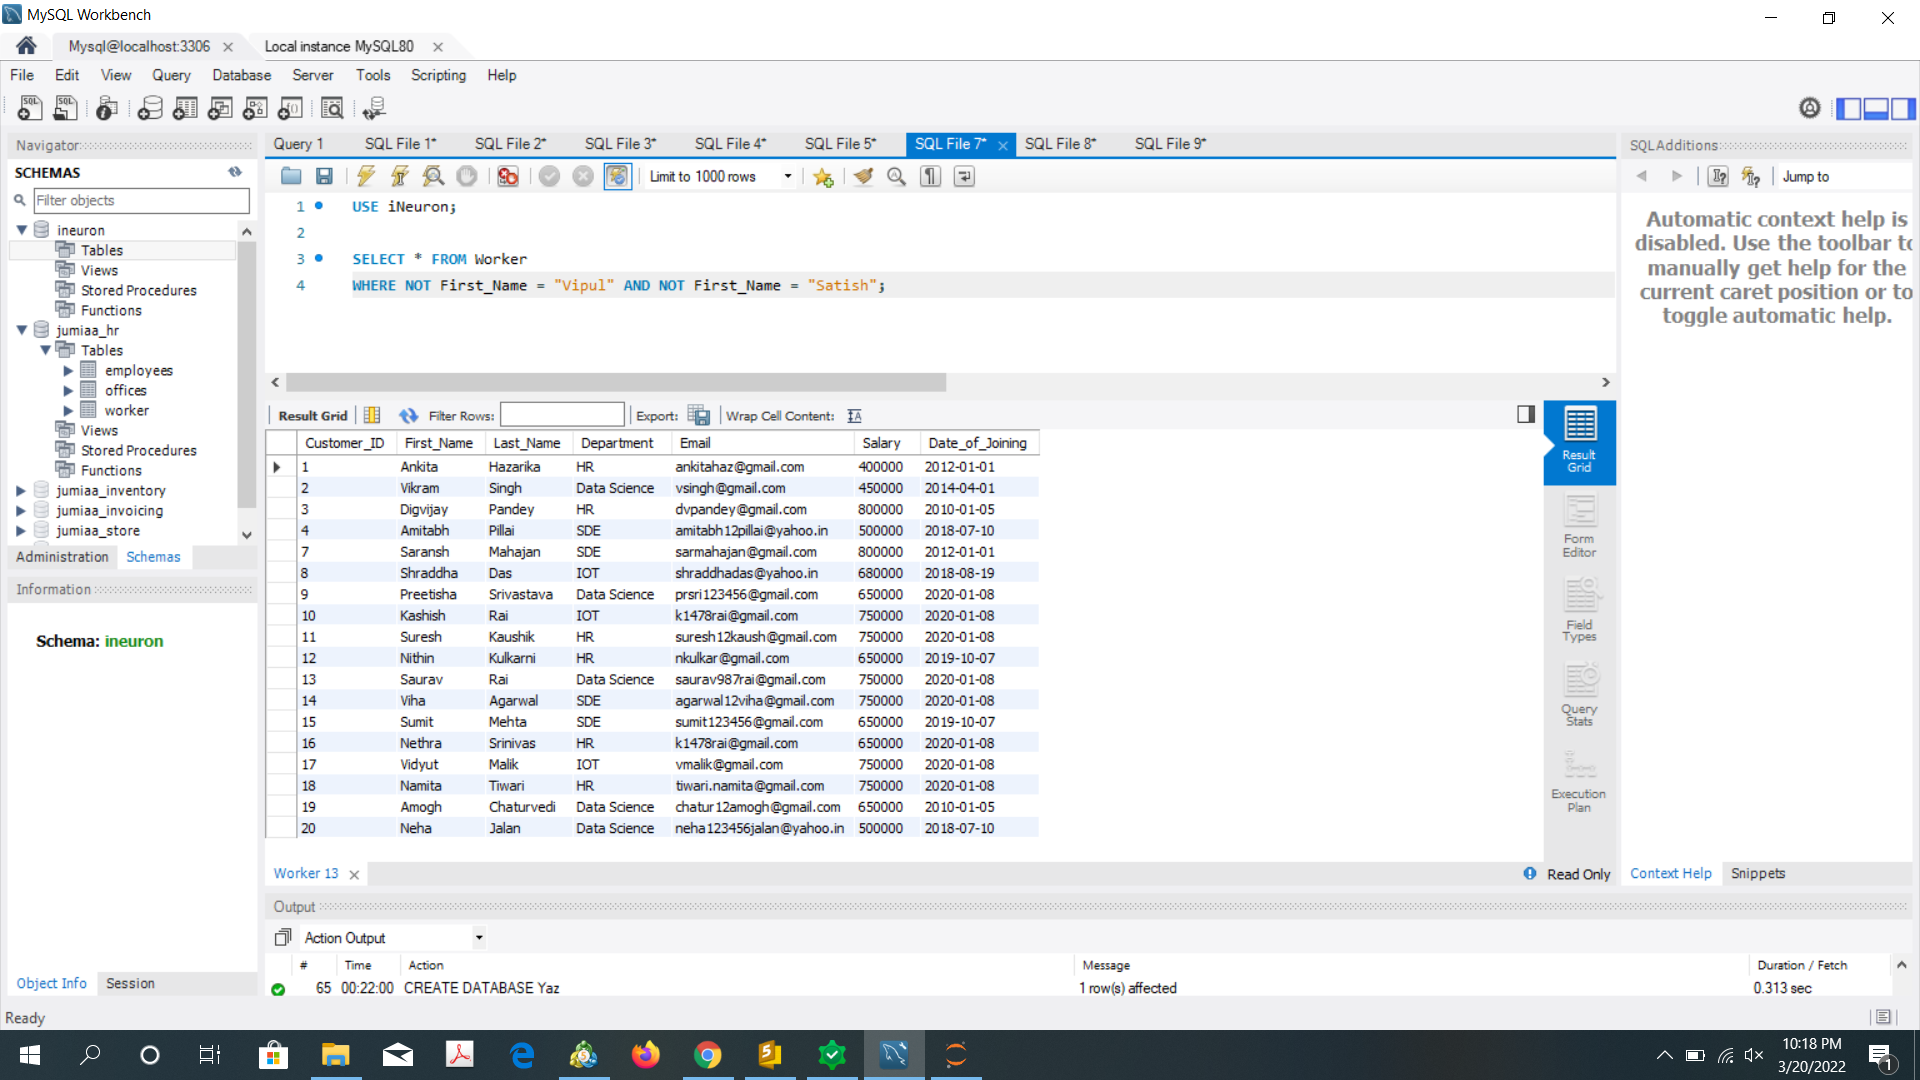 MySQL Workbench
Mysql@localhost:3306
Local instance MySQL80
File Edit View Query Database Server Tools Scripting Help
Navigator
SCHEMAS
Filter objects
ineuron
Tables
Views
Stored Procedures
Functions
jumiaa_hr
Tables
employees
offices
worker
Views
Stored Procedures
Functions
jumiaa_inventory
jumiaa_invoicing
jumiaa_store
Administration Schemas
Information
Schema: ineuron
Object Info Session
Query 1 SQL File 1* SQL File 2* SQL File 3* SQL File 4* SQL File 5* SQL File 7* SQL File 8* SQL File 9*
Limit to 1000 rows
1 USE iNeuron;
2
3 SELECT * FROM Worker
4 WHERE NOT First_Name = "Vipul" AND NOT First_Name = "Satish";
Result Grid Filter Rows: Export: Wrap Cell Content:
Customer_ID First_Name Last_Name Department Email Salary Date_of_Joining
1 Ankita Hazarika HR ankitahaz@gmail.com 400000 2012-01-01
2 Vikram Singh Data Science vsingh@gmail.com 450000 2014-04-01
3 Digvijay Pandey HR dvpandey@gmail.com 800000 2010-01-05
4 Amitabh Pillai SDE amitabh12pillai@yahoo.in 500000 2018-07-10
7 Saransh Mahajan SDE sarmahajan@gmail.com 800000 2012-01-01
8 Shraddha Das IOT shraddhadas@yahoo.in 680000 2018-08-19
9 Preetisha Srivastava Data Science prsri123456@gmail.com 650000 2020-01-08
10 Kashish Rai IOT k1478rai@gmail.com 750000 2020-01-08
11 Suresh Kaushik HR suresh12kaush@gmail.com 750000 2020-01-08
12 Nithin Kulkarni HR nkulkar@gmail.com 650000 2019-10-07
13 Saurav Rai Data Science saurav987rai@gmail.com 750000 2020-01-08
14 Viha Agarwal SDE agarwal12viha@gmail.com 750000 2020-01-08
15 Sumit Mehta SDE sumit123456@gmail.com 650000 2019-10-07
16 Nethra Srinivas HR k1478rai@gmail.com 650000 2020-01-08
17 Vidyut Malik IOT vmalik@gmail.com 750000 2020-01-08
18 Namita Tiwari HR tiwari.namita@gmail.com 750000 2020-01-08
19 Amogh Chaturvedi Data Science chatur12amogh@gmail.com 650000 2010-01-05
20 Neha Jalan Data Science neha123456jalan@yahoo.in 500000 2018-07-10
Result
Grid
Form
Editor
Field
Types
Query
Stats
Execution
Plan
Worker 13
Read Only
SQLAdditions
Jump to
Automatic context help is
disabled. Use the toolbar to
manually get help for the
current caret position or to
toggle automatic help.
Context Help Snippets
Output
Action Output
# Time Action Message Duration / Fetch
65 00:22:00 CREATE DATABASE Yaz 1 row(s) affected 0.313 sec
Ready
10:18 PM
3/20/2022
1